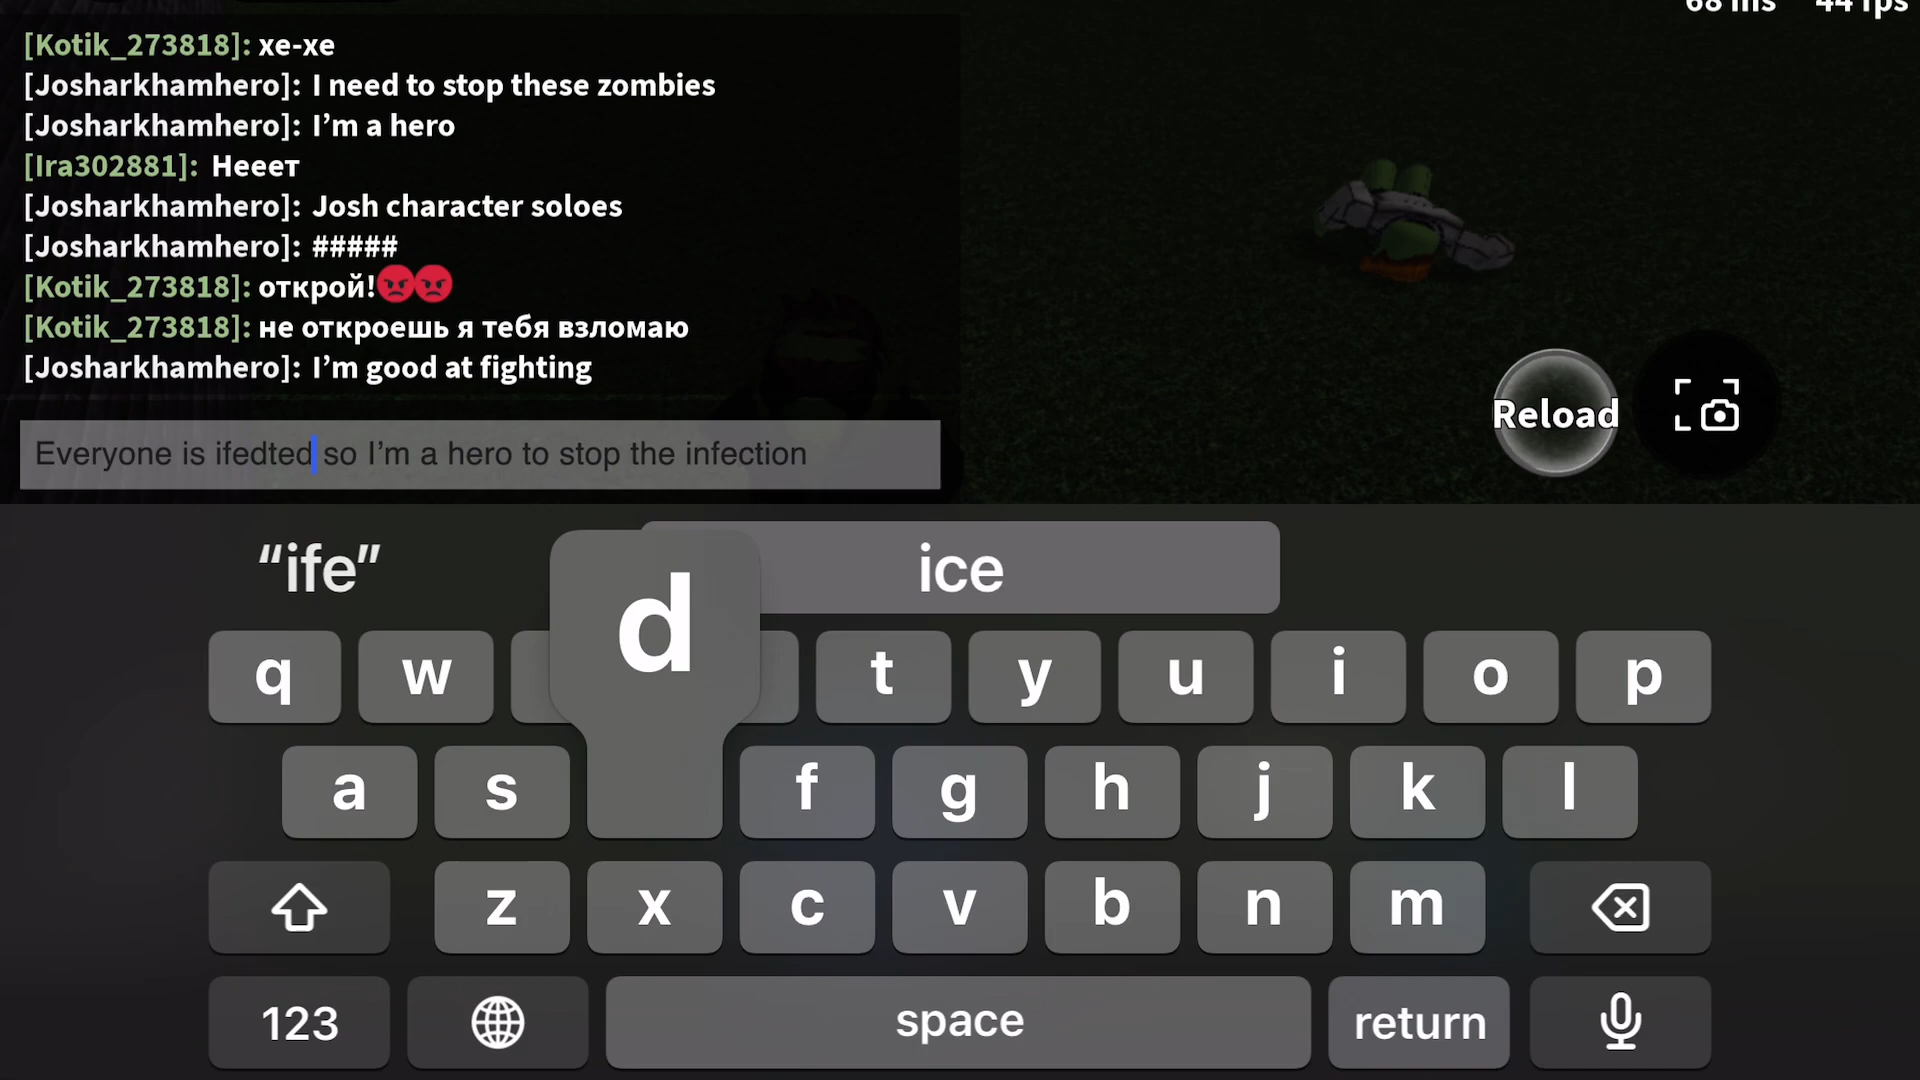 68 ms 44 fps
[Kotik_273818]: хе-хе
[Josharkhamhero]: I need to stop these zombies
[Josharkhamhero]: I’m a hero
[Ira302881]: Нееет
[Josharkhamhero]: Josh character soloes
[Josharkhamhero]: #####
[Kotik_273818]: открой!😡😡
[Kotik_273818]: не откроешь я тебя взломаю
[Josharkhamhero]: I’m good at fighting
Reload
Everyone is ifedted so I’m a hero to stop the infection
“ife” ice
d
q w t y u i o p
a s f g h j k l
z x c v b n m
123 space return